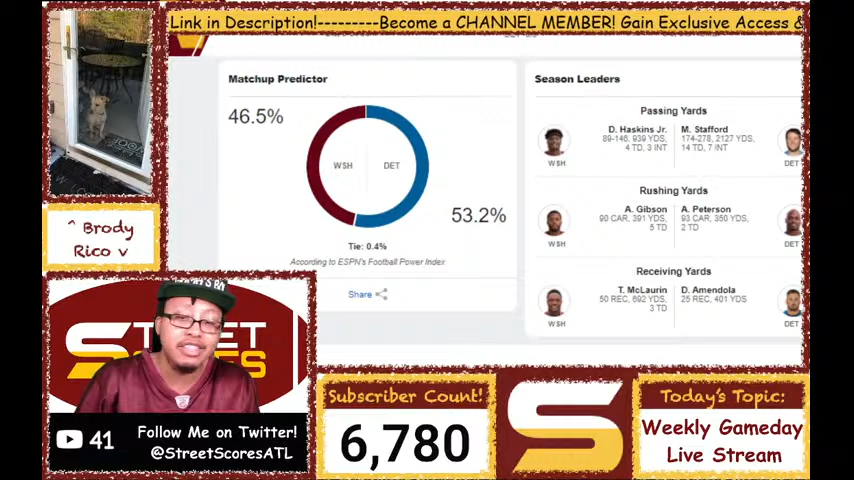 Link in Description!---------Become a CHANNEL MEMBER! Gain Exclusive Access &
Matchup Predictor
46.5%
WSH
DET
53.2%
Tie: 0.4%
According to ESPN's Football Power Index
Share
Season Leaders
Passing Yards
D. Haskins Jr.
89-146, 939 YDS,
4 TD, 3 INT
M. Stafford
174-278, 2127 YDS,
14 TD, 7 INT
WSH
DET
Rushing Yards
A. Gibson
90 CAR, 391 YDS,
5 TD
A. Peterson
93 CAR, 350 YDS,
2 TD
WSH
DET
Receiving Yards
T. McLaurin
50 REC, 692 YDS,
3 TD
D. Amendola
25 REC, 401 YDS
WSH
DET
^ Brody
Rico v
STREET
SCORES
41
Follow Me on Twitter!
@StreetScoresATL
Subscriber Count!
6,780
S
Today's Topic:
Weekly Gameday
Live Stream